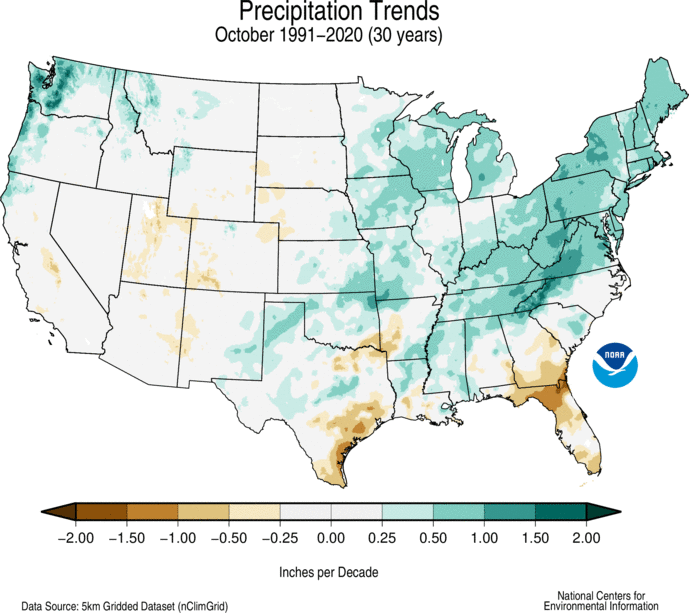 Precipitation Trends
October 1991–2020 (30 years)
NOAA
−2.00 −1.50 −1.00 −0.50 −0.25 0.00 0.25 0.50 1.00 1.50 2.00
Inches per Decade
Data Source: 5km Gridded Dataset (nClimGrid)
National Centers for
Environmental Information